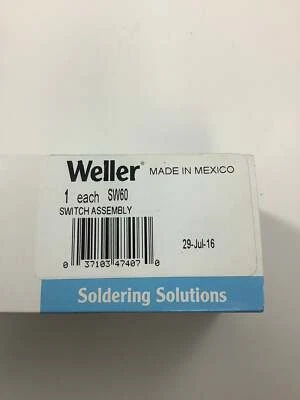 Weller® MADE IN MEXICO
1 each SW60
SWITCH ASSEMBLY
29-Jul-16
0 37103 47407 0
Soldering Solutions